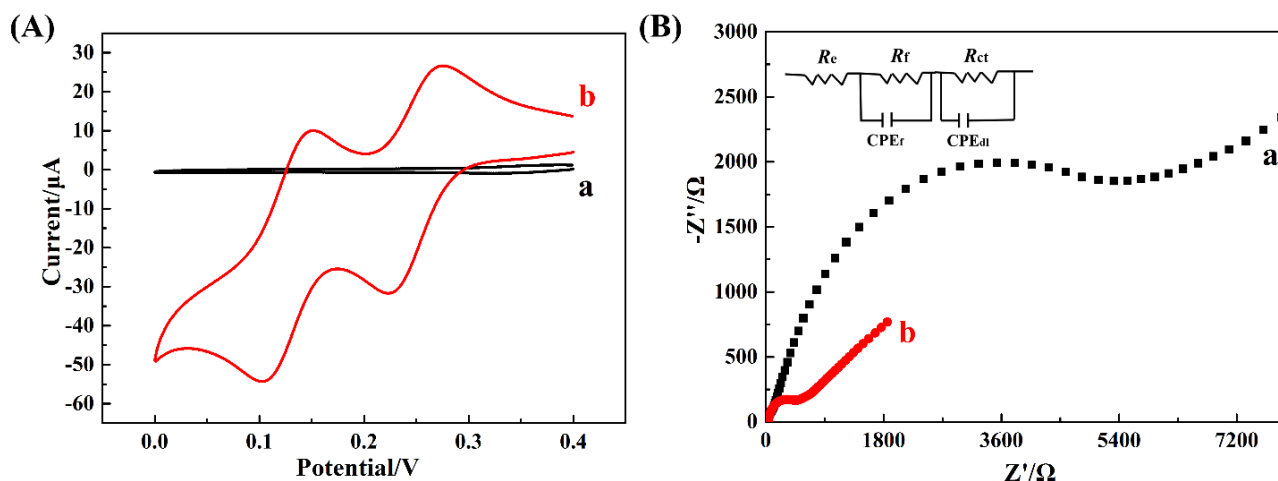 (A)
Current/μA
30
20
10
0
-10
-20
-30
-40
-50
-60
b
a
0.0 0.1 0.2 0.3 0.4
Potential/V
(B)
-Z''/Ω
3000
2500
2000
1500
1000
500
0
Re Rf Rct
CPEf CPEdl
a
b
0 1800 3600 5400 7200
Z'/Ω